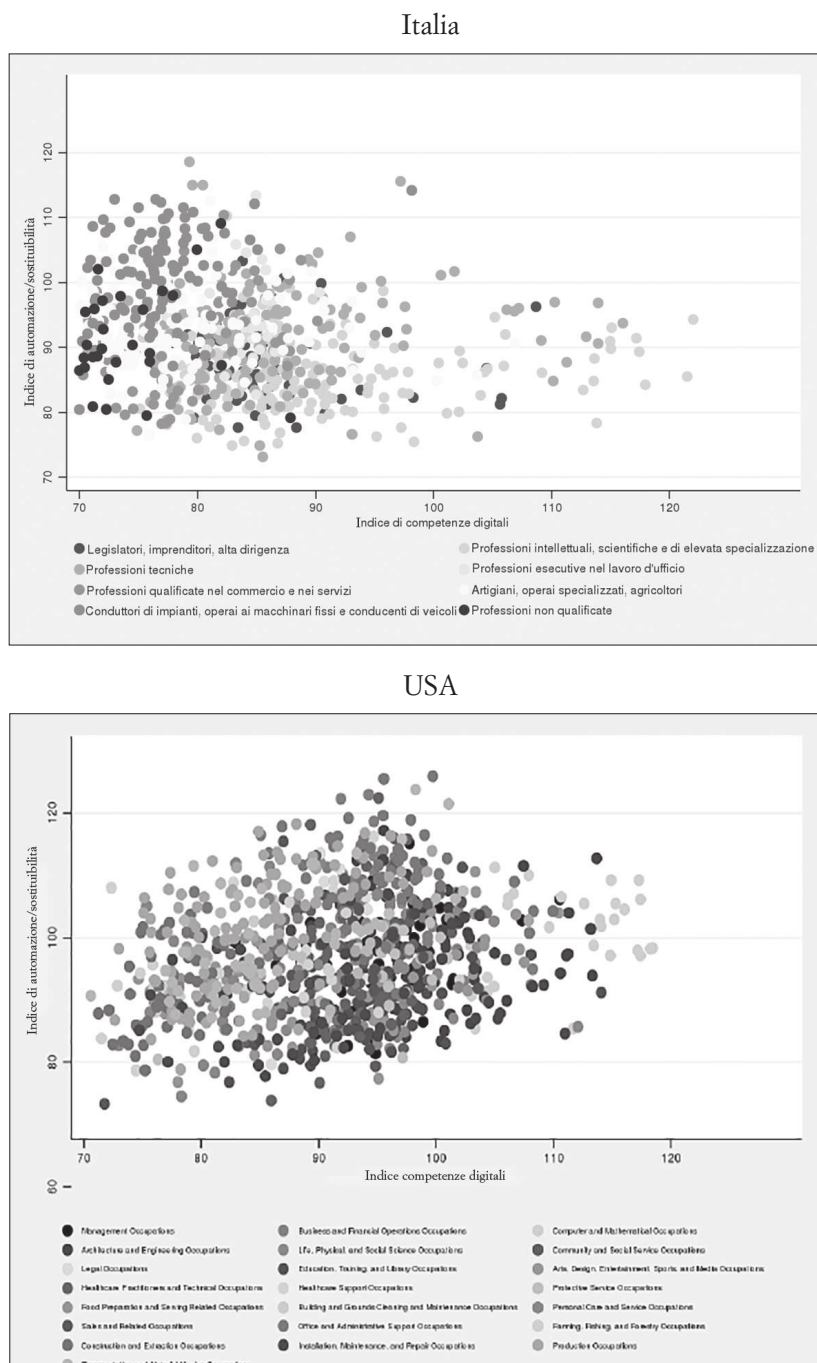 Italia
120
110
100
90
80
70
Indice di automazione/sostituibilità
70 80 90 100 110 120
Indice di competenze digitali
Legislatori, imprenditori, alta dirigenza
Professioni intellettuali, scientifiche e di elevata specializzazione
Professioni tecniche
Professioni esecutive nel lavoro d'ufficio
Professioni qualificate nel commercio e nei servizi
Artigiani, operai specializzati, agricoltori
Conduttori di impianti, operai ai macchinari fissi e conducenti di veicoli
Professioni non qualificate
USA
120
100
80
60
Indice di automazione/sostituibilità
70 80 90 100 110 120
Indice competenze digitali
Management Occupations
Business and Financial Operations Occupations
Computer and Mathematical Occupations
Architecture and Engineering Occupations
Life, Physical, and Social Science Occupations
Community and Social Service Occupations
Legal Occupations
Education, Training, and Library Occupations
Arts, Design, Entertainment, Sports, and Media Occupations
Healthcare Practitioners and Technical Occupations
Healthcare Support Occupations
Protective Service Occupations
Food Preparation and Serving Related Occupations
Building and Grounds Cleaning and Maintenance Occupations
Personal Care and Service Occupations
Sales and Related Occupations
Office and Administrative Support Occupations
Farming, Fishing, and Forestry Occupations
Construction and Extraction Occupations
Installation, Maintenance, and Repair Occupations
Production Occupations